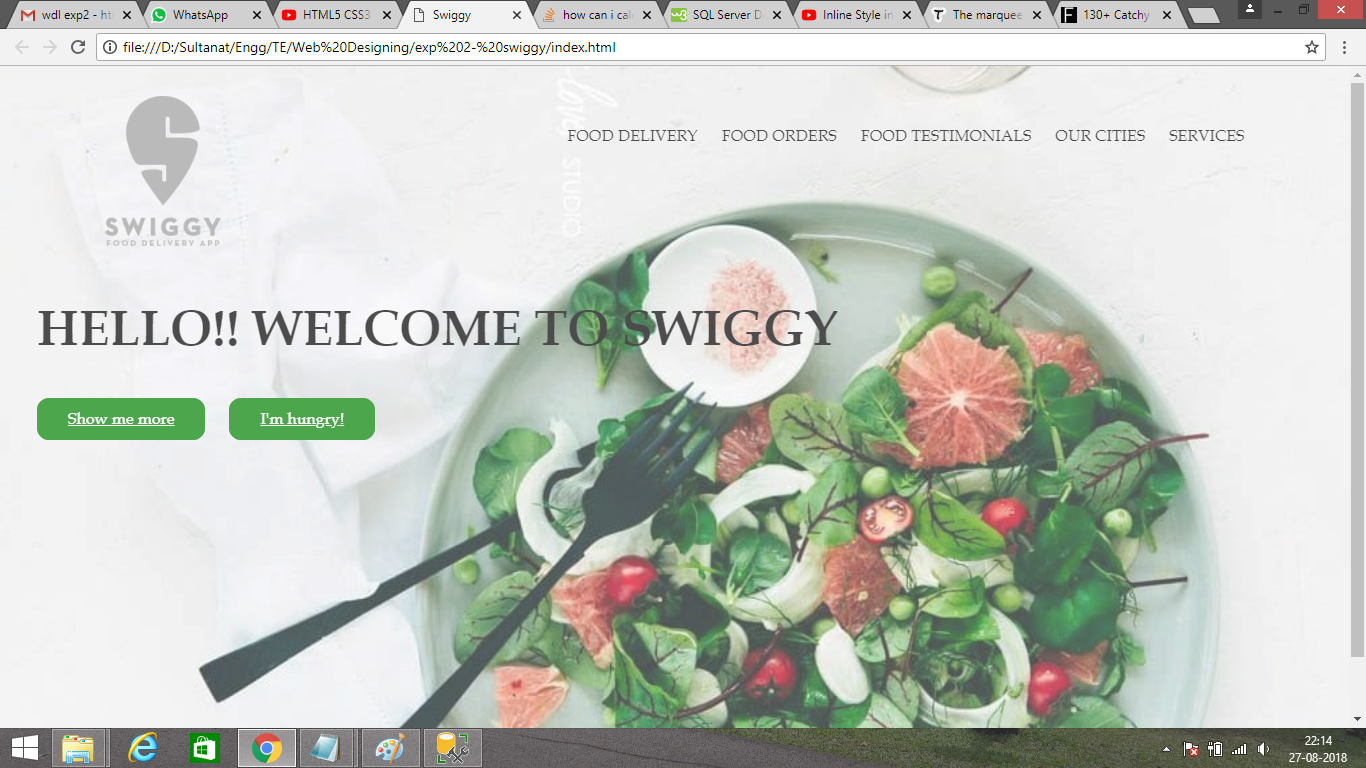 wdl exp2 - ht
WhatsApp
HTML5 CSS3
Swiggy
how can i cal
SQL Server D
Inline Style in
The marquee
130+ Catchy
file:///D:/Sultanat/Engg/TE/Web%20Designing/exp%202-%20swiggy/index.html
love
STUDIO
FOOD DELIVERY FOOD ORDERS FOOD TESTIMONIALS OUR CITIES SERVICES
SWIGGY
FOOD DELIVERY APP
HELLO!! WELCOME TO SWIGGY
Show me more I'm hungry!
22:14
27-08-2018